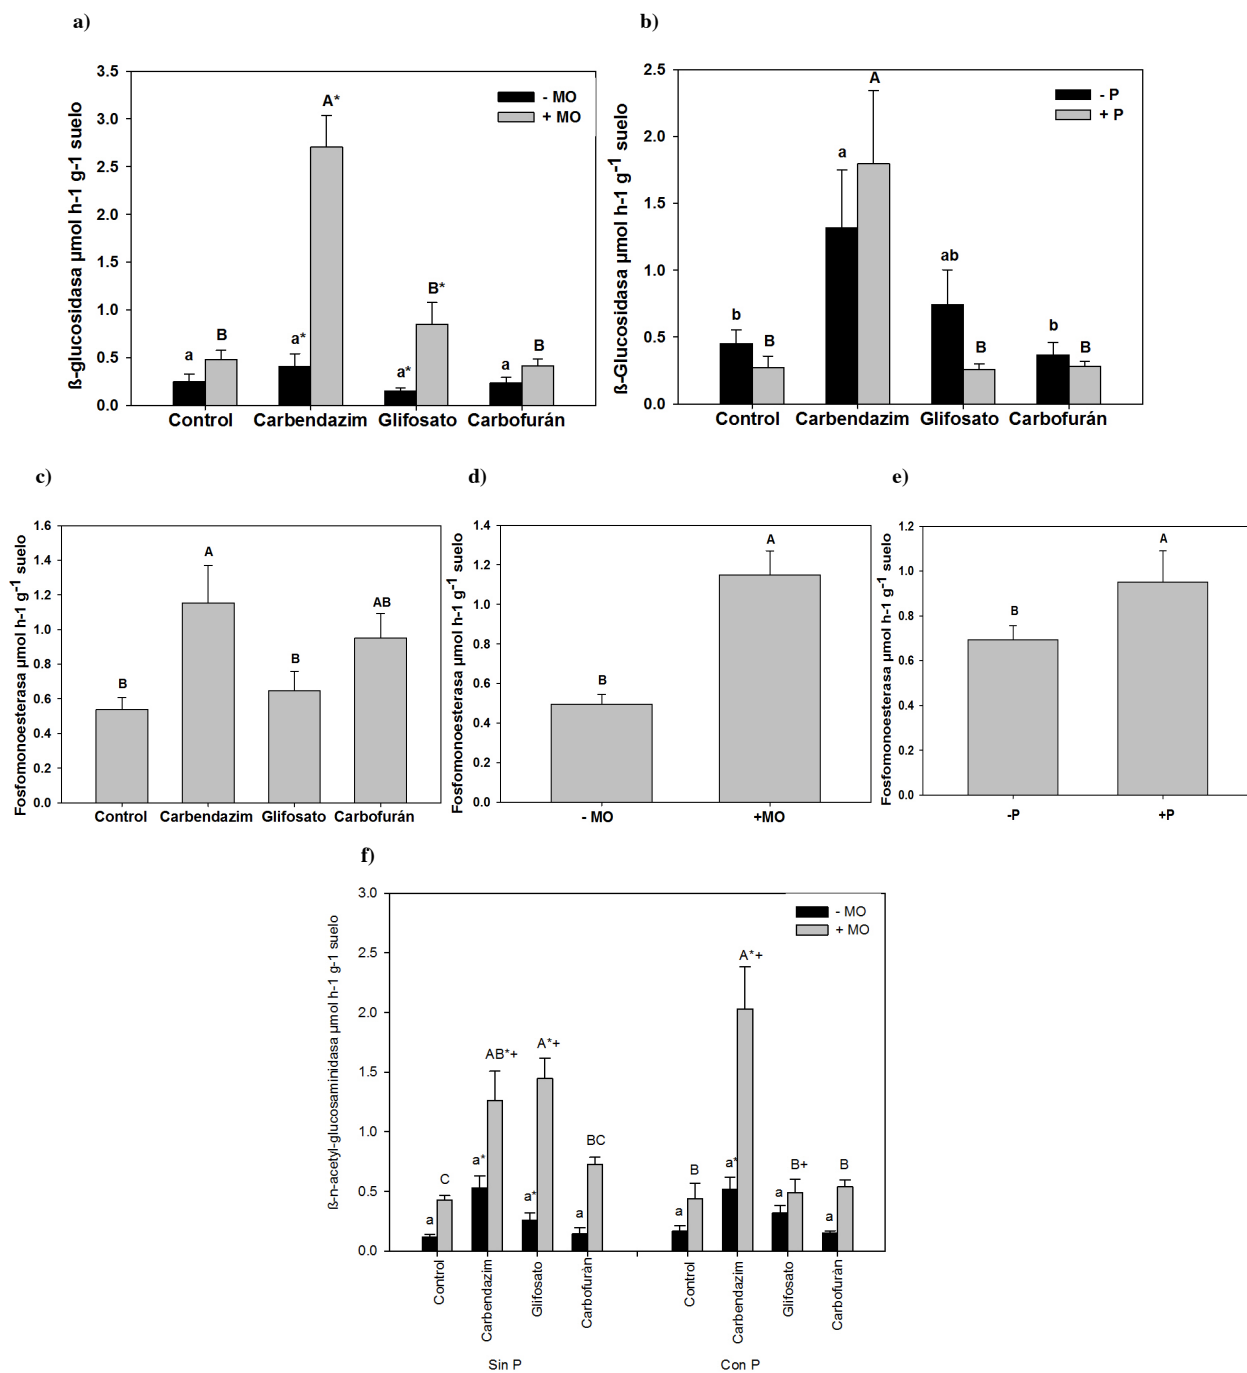 a)
ß-glucosidasa µmol h-1 g-1 suelo
3.5
3.0
2.5
2.0
1.5
1.0
0.5
0.0
- MO
+ MO
a
B
a*
A*
a*
B*
a
B
Control
Carbendazim
Glifosato
Carbofurán
b)
ß-Glucosidasa µmol h-1 g-1 suelo
2.5
2.0
1.5
1.0
0.5
0.0
- P
+ P
b
B
a
A
ab
B
b
B
Control
Carbendazim
Glifosato
Carbofurán
c)
Fosfomonoesterasa µmol h-1 g-1 suelo
1.6
1.4
1.2
1.0
0.8
0.6
0.4
0.2
0.0
B
A
B
AB
Control
Carbendazim
Glifosato
Carbofurán
d)
Fosfomonoesterasa µmol h-1 g-1 suelo
1.4
1.2
1.0
0.8
0.6
0.4
0.2
0.0
B
A
- MO
+MO
e)
Fosfomonoesterasa µmol h-1 g-1 suelo
1.2
1.0
0.8
0.6
0.4
0.2
0.0
B
A
-P
+P
f)
ß-n-acetyl-glucosaminidasa µmol h-1 g-1 suelo
3.0
2.5
2.0
1.5
1.0
0.5
0.0
- MO
+ MO
a
C
a*
AB*+
a*
A*+
a
BC
a
B
a*
A*+
a
B+
a
B
Control
Carbendazim
Glifosato
Carbofuràn
Control
Carbendazim
Glifosato
Carbofuràn
Sin P
Con P